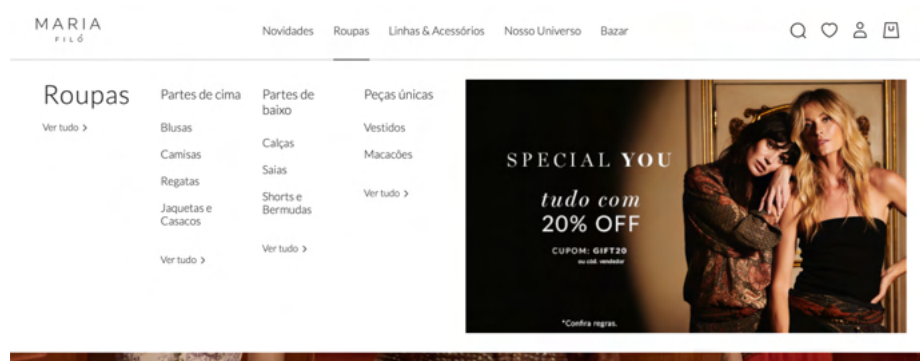 MARIA
FILÓ
Novidades
Roupas
Linhas & Acessórios
Nosso Universo
Bazar
Roupas
Ver tudo >
Partes de cima
Blusas
Camisas
Regatas
Jaquetas e
Casacos
Ver tudo >
Partes de
baixo
Calças
Saias
Shorts e
Bermudas
Ver tudo >
Peças únicas
Vestidos
Macacões
Ver tudo >
SPECIAL YOU
tudo com
20% OFF
CUPOM: GIFT20
ou cód. vendedor
*Confira regras.